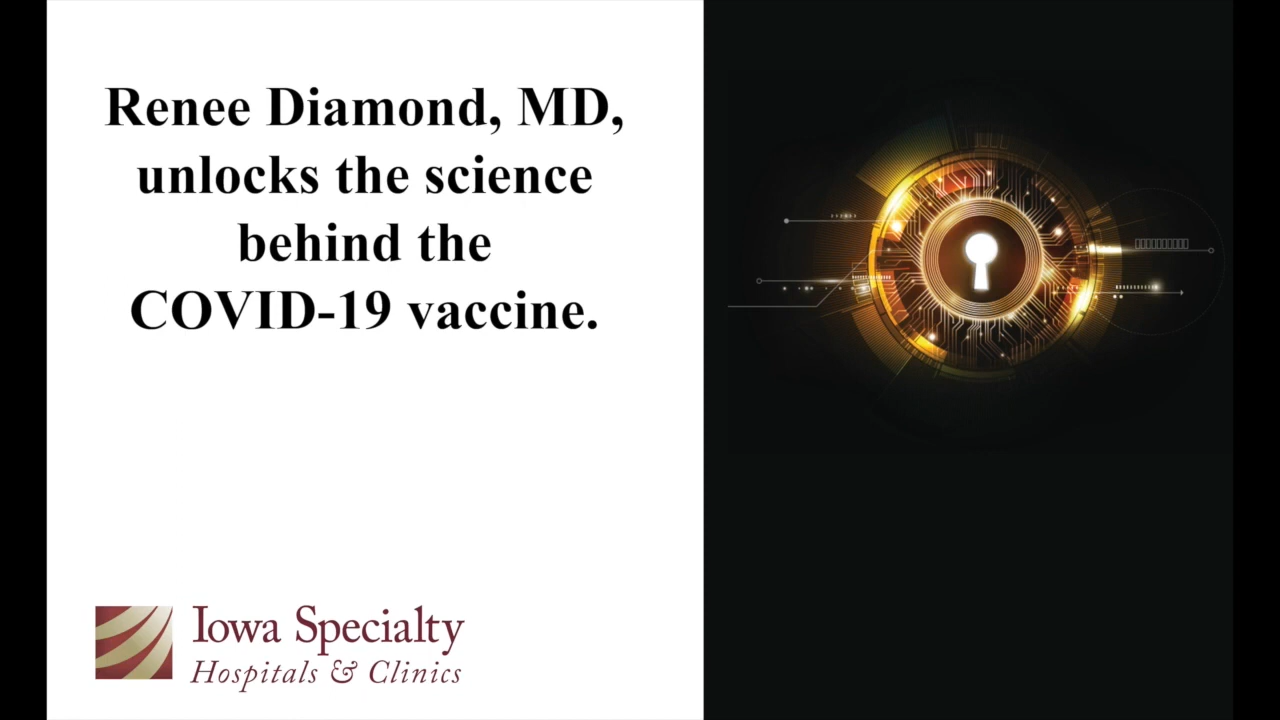 Renee Diamond, MD,
unlocks the science
behind the
COVID-19 vaccine.
Iowa Specialty
Hospitals & Clinics